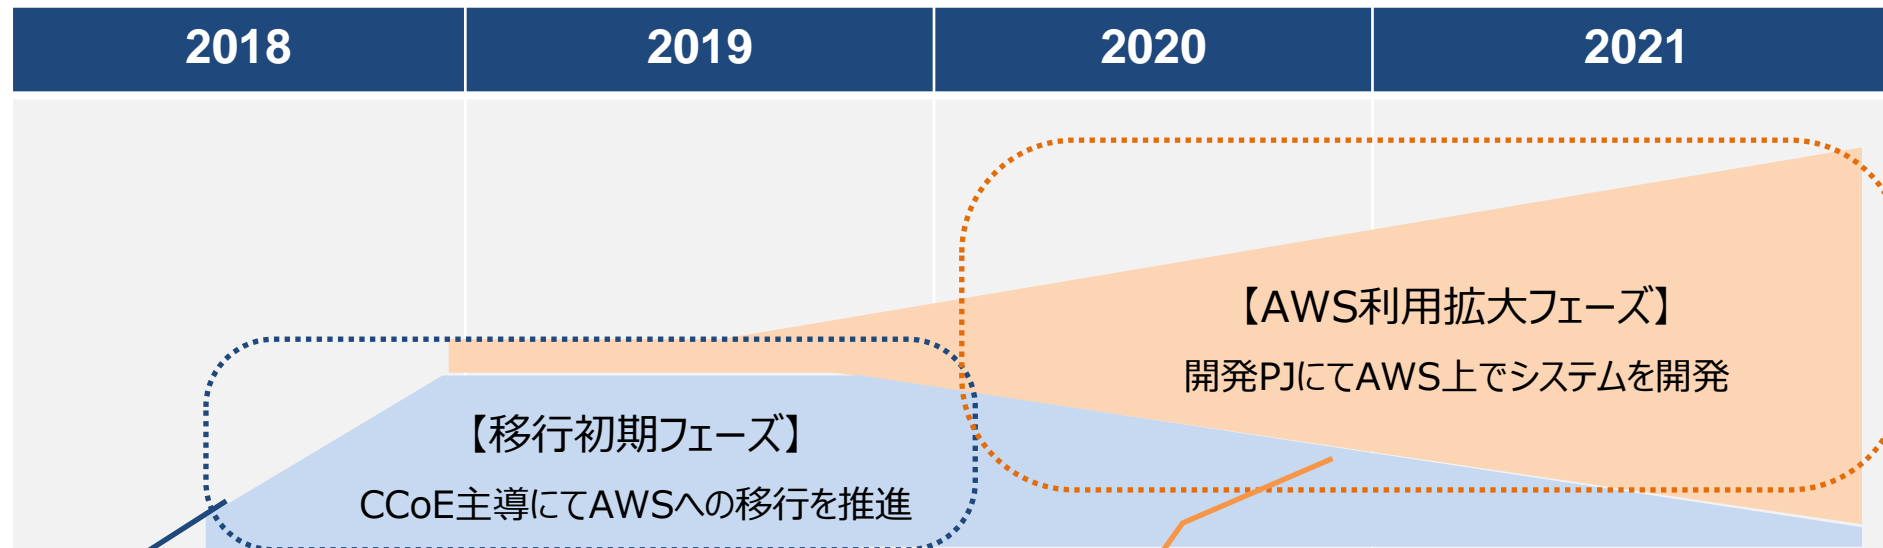 2018 2019 2020 2021
【AWS利用拡大フェーズ】
開発PJにてAWS上でシステムを開発
【移行初期フェーズ】
CCoE主導にてAWSへの移行を推進